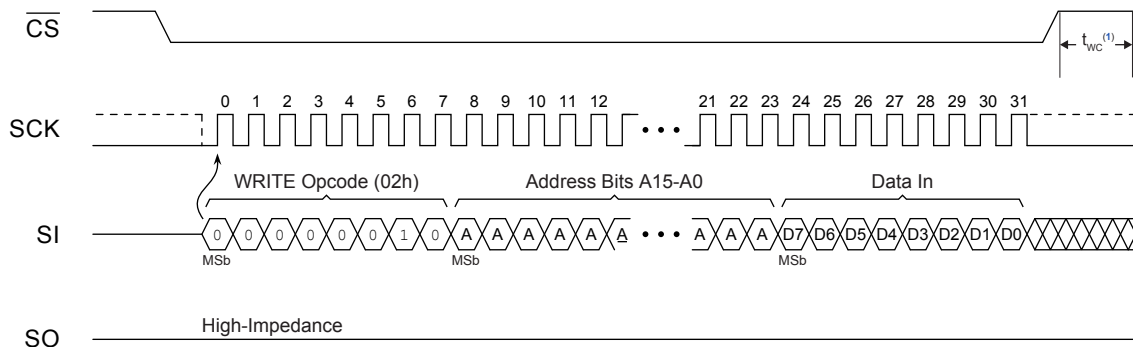 CS
tWC(1)
SCK
0 1 2 3 4 5 6 7 8 9 10 11 12 21 22 23 24 25 26 27 28 29 30 31
WRITE Opcode (02h) Address Bits A15-A0 Data In
SI
0 0 0 0 0 0 1 0 A A A A A A A A A D7 D6 D5 D4 D3 D2 D1 D0
MSb MSb MSb
High-Impedance
SO